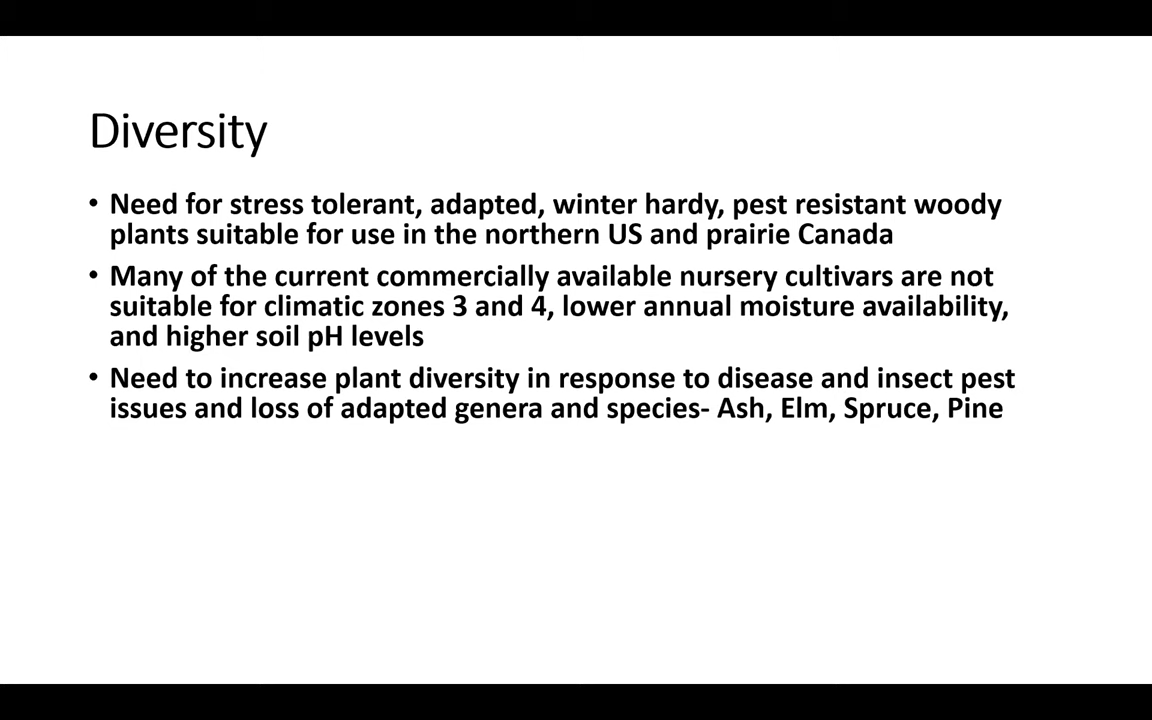 Diversity
• Need for stress tolerant, adapted, winter hardy, pest resistant woody
plants suitable for use in the northern US and prairie Canada
• Many of the current commercially available nursery cultivars are not
suitable for climatic zones 3 and 4, lower annual moisture availability,
and higher soil pH levels
• Need to increase plant diversity in response to disease and insect pest
issues and loss of adapted genera and species- Ash, Elm, Spruce, Pine